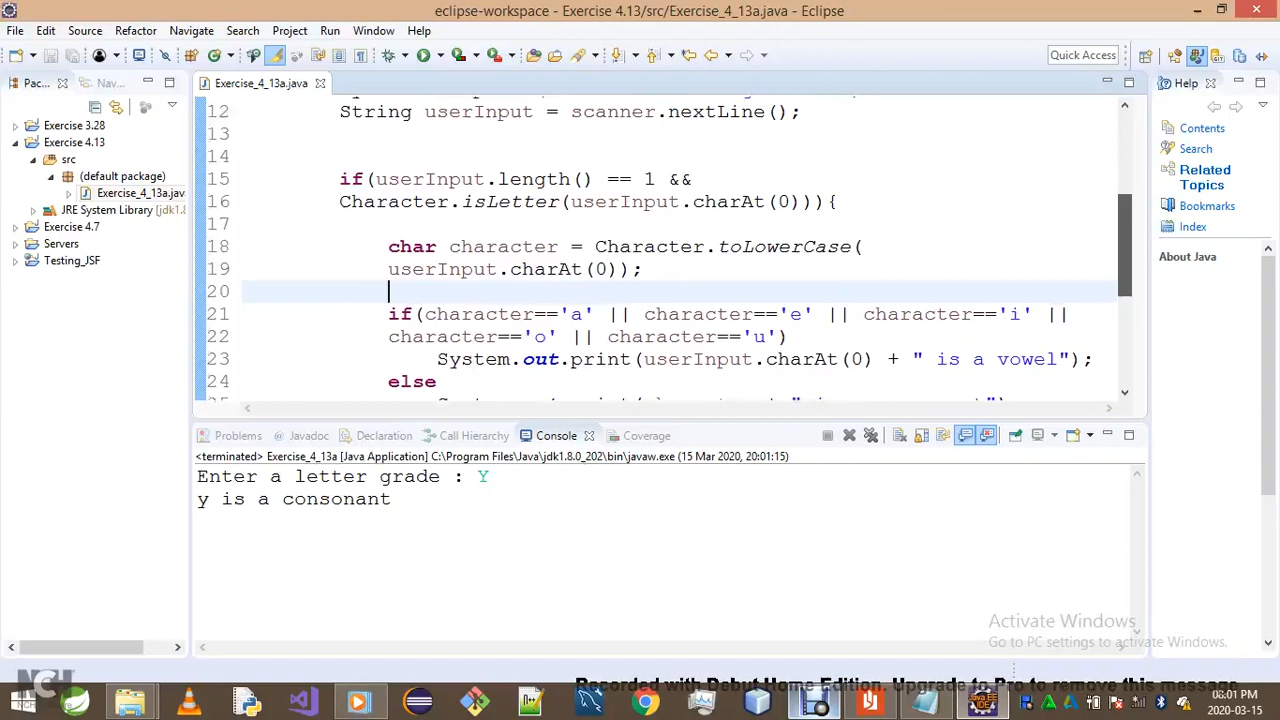 eclipse-workspace - Exercise 4.13/src/Exercise_4_13a.java - Eclipse
File Edit Source Refactor Navigate Search Project Run Window Help
Quick Access
Pac... Nav...
Exercise_4_13a.java
Help
Exercise 3.28
Exercise 4.13
src
(default package)
Exercise_4_13a.jav
JRE System Library [jdk1.8
Exercise 4.7
Servers
Testing_JSF
12 String userInput = scanner.nextLine();
13
14
15 if(userInput.length() == 1 &&
16 Character.isLetter(userInput.charAt(0))){
17
18 char character = Character.toLowerCase(
19 userInput.charAt(0));
20
21 if(character=='a' || character=='e' || character=='i' ||
22 character=='o' || character=='u')
23 System.out.print(userInput.charAt(0) + " is a vowel");
24 else
Contents
Search
Related
Topics
Bookmarks
Index
About Java
Problems Javadoc Declaration Call Hierarchy Console Coverage
<terminated> Exercise_4_13a [Java Application] C:\Program Files\Java\jdk1.8.0_202\bin\javaw.exe (15 Mar 2020, 20:01:15)
Enter a letter grade : Y
y is a consonant
Activate Windows
Go to PC settings to activate Windows.
Recorded with Debut Home Edition. Upgrade to Pro to remove this message
NCH
08:01 PM
2020-03-15